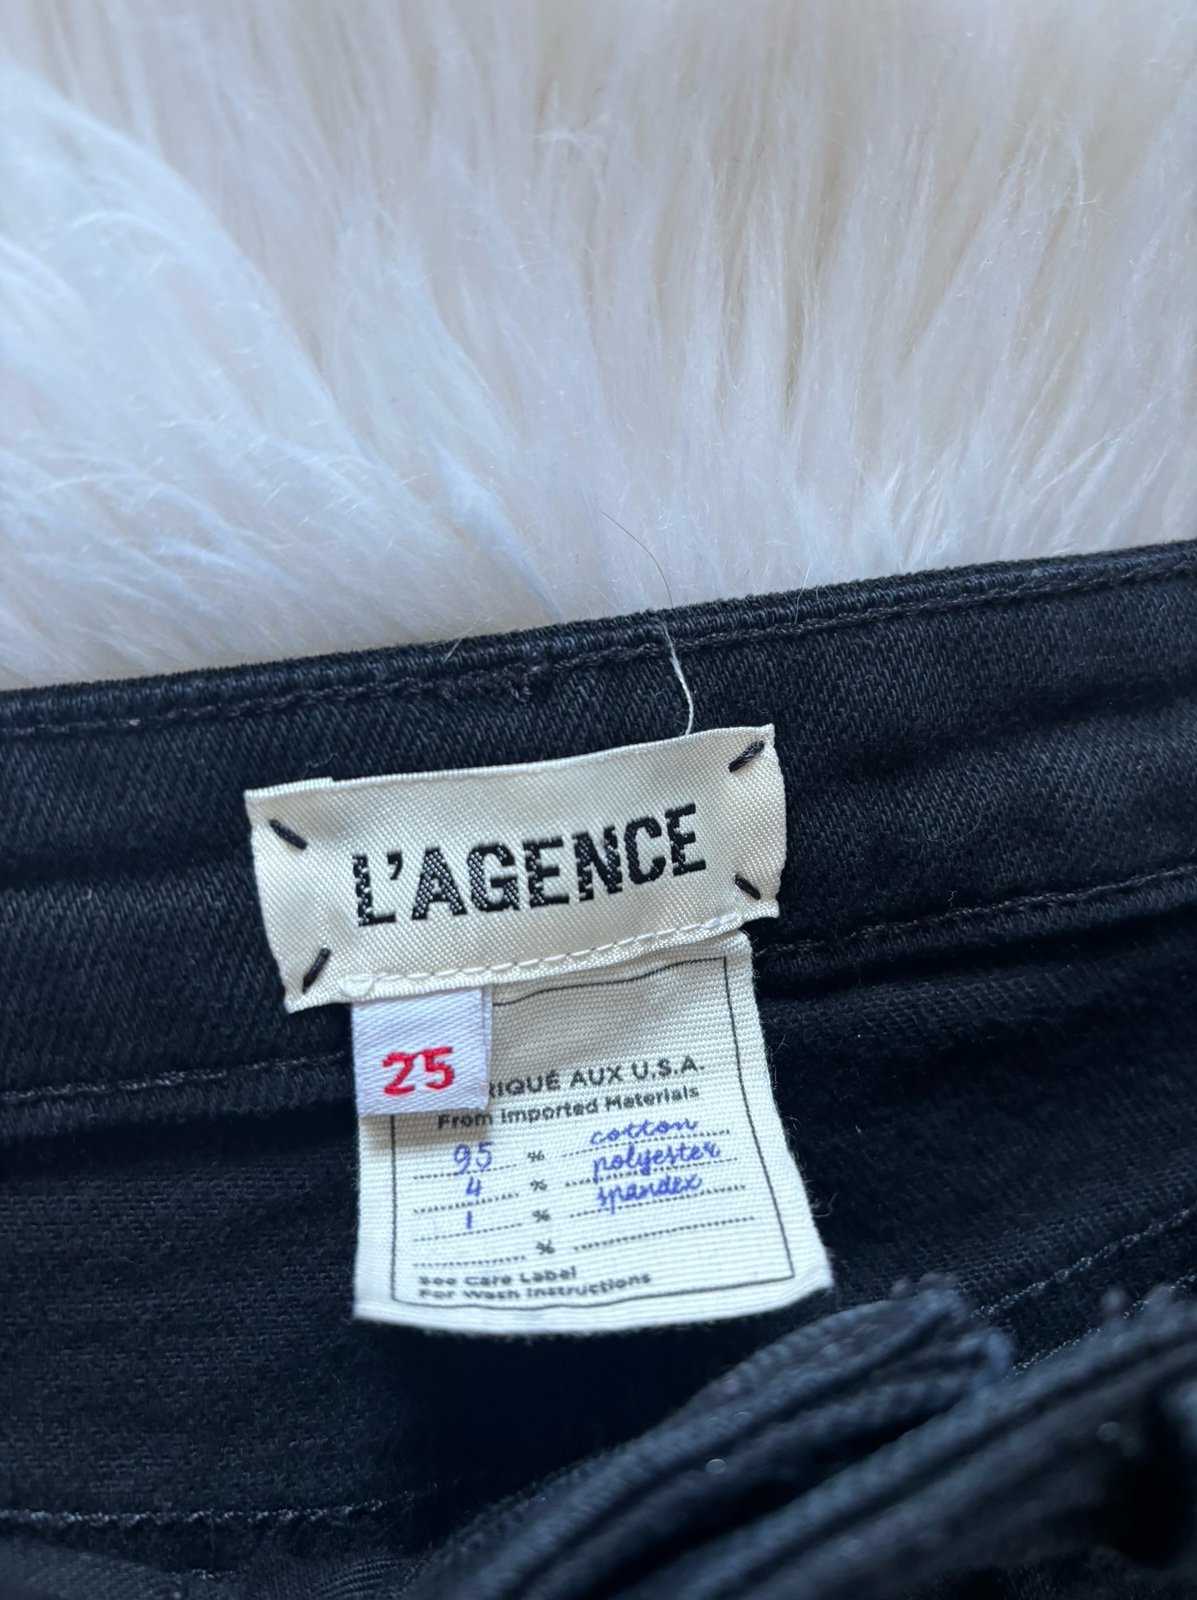 L'AGENCE
25
RIQUÉ AUX U.S.A.
From Imported Materials
95 % cotton
4 % polyester
1 % spandex
%
See Care Label
For Wash Instructions